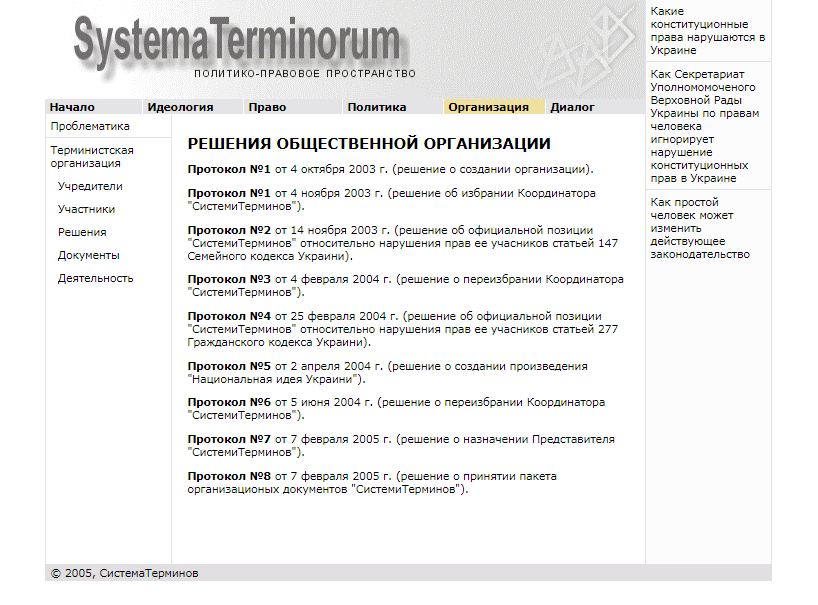 SystemaTerminorum
ПОЛИТИКО-ПРАВОВОЕ ПРОСТРАНСТВО
Начало Идеология Право Политика Организация Диалог
Проблематика
Терминистская
организация
Учредители
Участники
Решения
Документы
Деятельность
РЕШЕНИЯ ОБЩЕСТВЕННОЙ ОРГАНИЗАЦИИ
Протокол №1 от 4 октября 2003 г. (решение о создании организации).
Протокол №1 от 4 ноября 2003 г. (решение об избрании Координатора
"СистемиТерминов").
Протокол №2 от 14 ноября 2003 г. (решение об официальной позиции
"СистемиТерминов" относительно нарушения прав ее учасников статьей 147
Семейного кодекса Украины).
Протокол №3 от 4 февраля 2004 г. (решение о переизбрании Координатора
"СистемиТерминов").
Протокол №4 от 25 февраля 2004 г. (решение об официальной позиции
"СистемиТерминов" относительно нарушения прав ее учасников статьей 277
Гражданского кодекса Украины).
Протокол №5 от 2 апреля 2004 г. (решение о создании произведения
"Национальная идея Украины").
Протокол №6 от 5 июня 2004 г. (решение о переизбрании Координатора
"СистемиТерминов").
Протокол №7 от 7 февраля 2005 г. (решение о назначении Представителя
"СистемиТерминов").
Протокол №8 от 7 февраля 2005 г. (решение о принятии пакета
организационых документов "СистемиТерминов").
Какие
конституционные
права нарушаются в
Украине
Как Секретариат
Уполномомоченого
Верховной Рады
Украины по правам
человека
игнорирует
нарушение
конституционных
прав в Украине
Как простой
человек может
изменить
действующее
законодательство
© 2005, СистемаТерминов